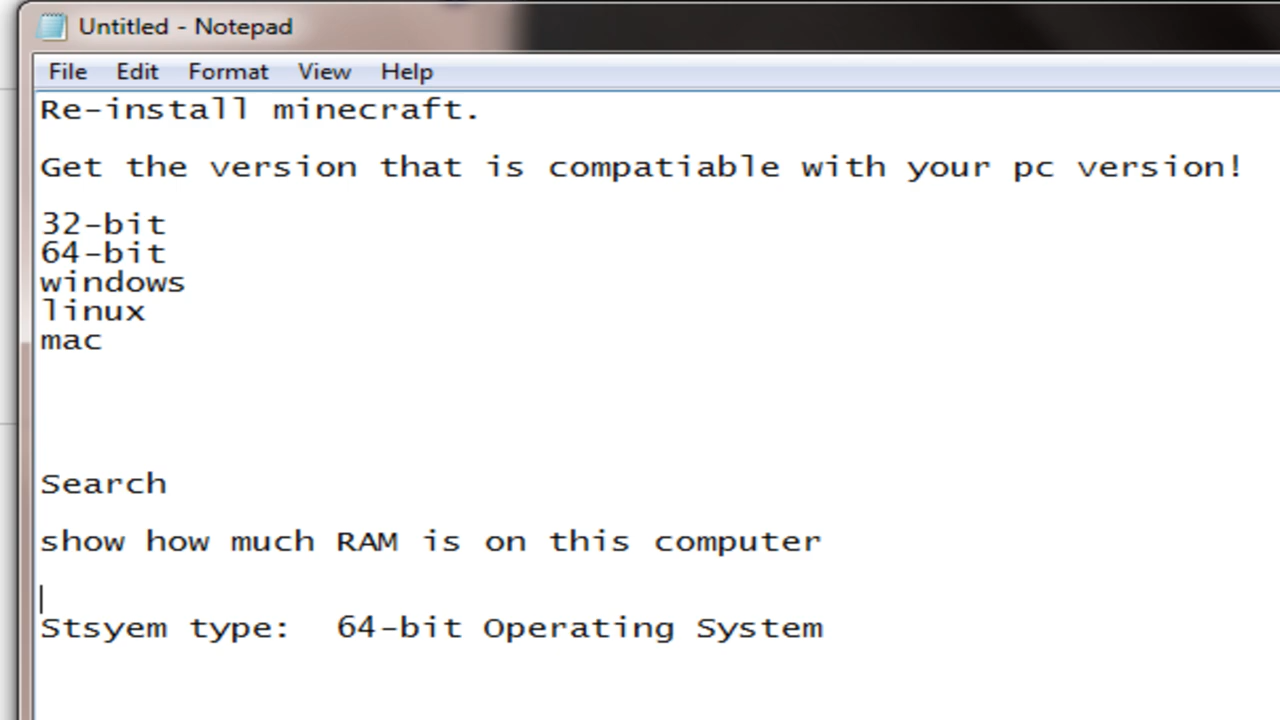 Untitled - Notepad
File Edit Format View Help
Re-install minecraft.
Get the version that is compatiable with your pc version!
32-bit
64-bit
windows
linux
mac
Search
show how much RAM is on this computer
Stsyem type:  64-bit Operating System